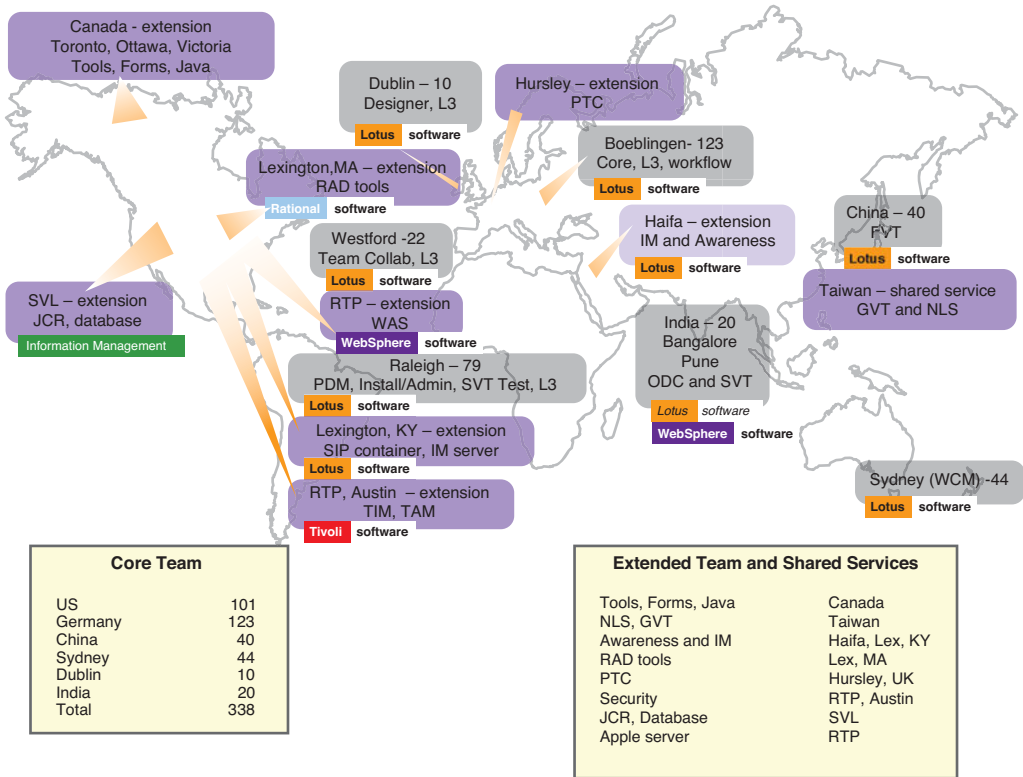 Canada - extension
Toronto, Ottawa, Victoria
Tools, Forms, Java
Dublin – 10
Designer, L3
Lotus software
Hursley – extension
PTC
Boeblingen- 123
Core, L3, workflow
Lotus software
Lexington,MA – extension
RAD tools
Rational software
Westford -22
Team Collab, L3
Lotus software
Haifa – extension
IM and Awareness
Lotus software
China – 40
FVT
Lotus software
Taiwan – shared service
GVT and NLS
SVL – extension
JCR, database
Information Management
RTP – extension
WAS
WebSphere software
India – 20
Bangalore
Pune
ODC and SVT
Lotus software
WebSphere software
Raleigh – 79
PDM, Install/Admin, SVT Test, L3
Lotus software
Lexington, KY – extension
SIP container, IM server
Lotus software
RTP, Austin – extension
TIM, TAM
Tivoli software
Sydney (WCM) -44
Lotus software
Core Team
US 101
Germany 123
China 40
Sydney 44
Dublin 10
India 20
Total 338
Extended Team and Shared Services
Tools, Forms, Java Canada
NLS, GVT Taiwan
Awareness and IM Haifa, Lex, KY
RAD tools Lex, MA
PTC Hursley, UK
Security RTP, Austin
JCR, Database SVL
Apple server RTP